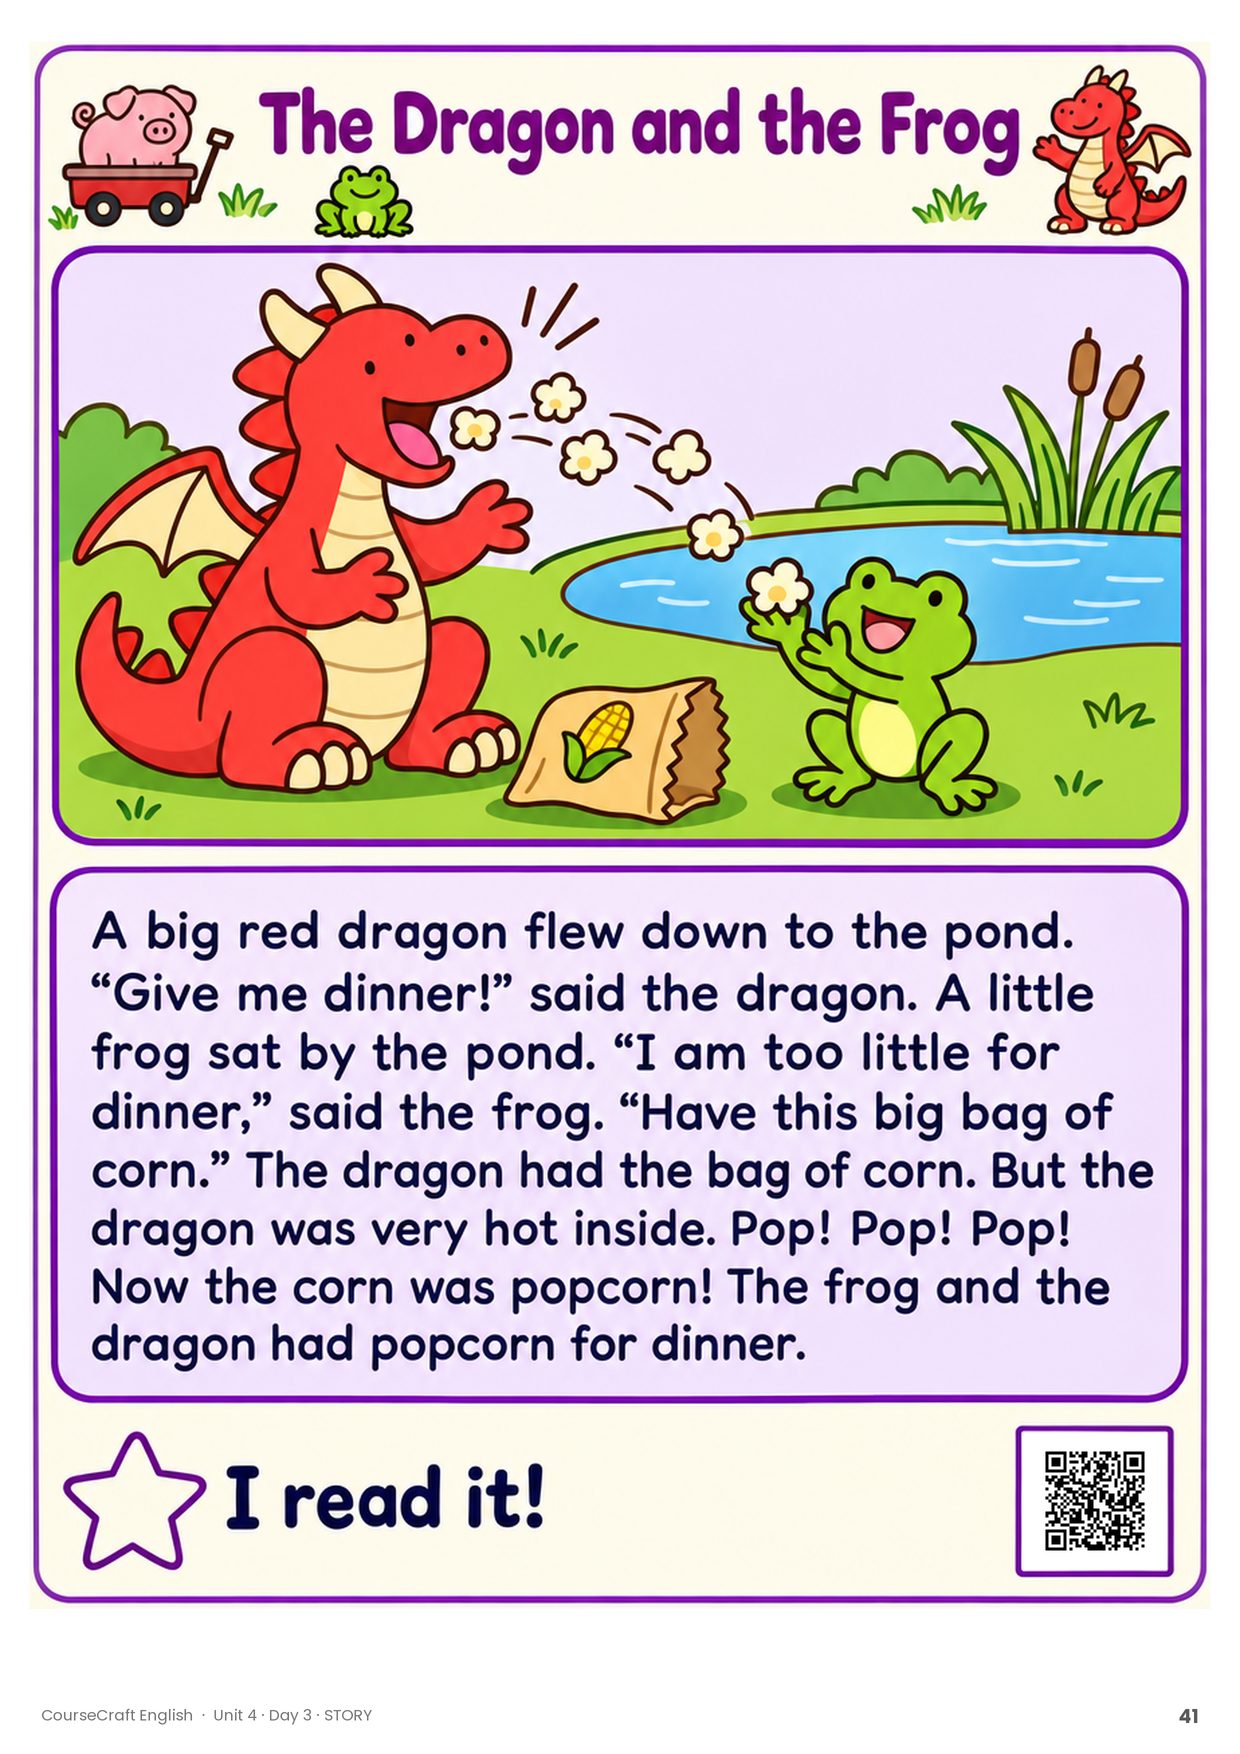 The Dragon and the Frog
A big red dragon flew down to the pond.
“Give me dinner!” said the dragon. A little
frog sat by the pond. “I am too little for
dinner,” said the frog. “Have this big bag of
corn.” The dragon had the bag of corn. But the
dragon was very hot inside. Pop! Pop! Pop!
Now the corn was popcorn! The frog and the
dragon had popcorn for dinner.
I read it!
CourseCraft English · Unit 4 · Day 3 · STORY
41